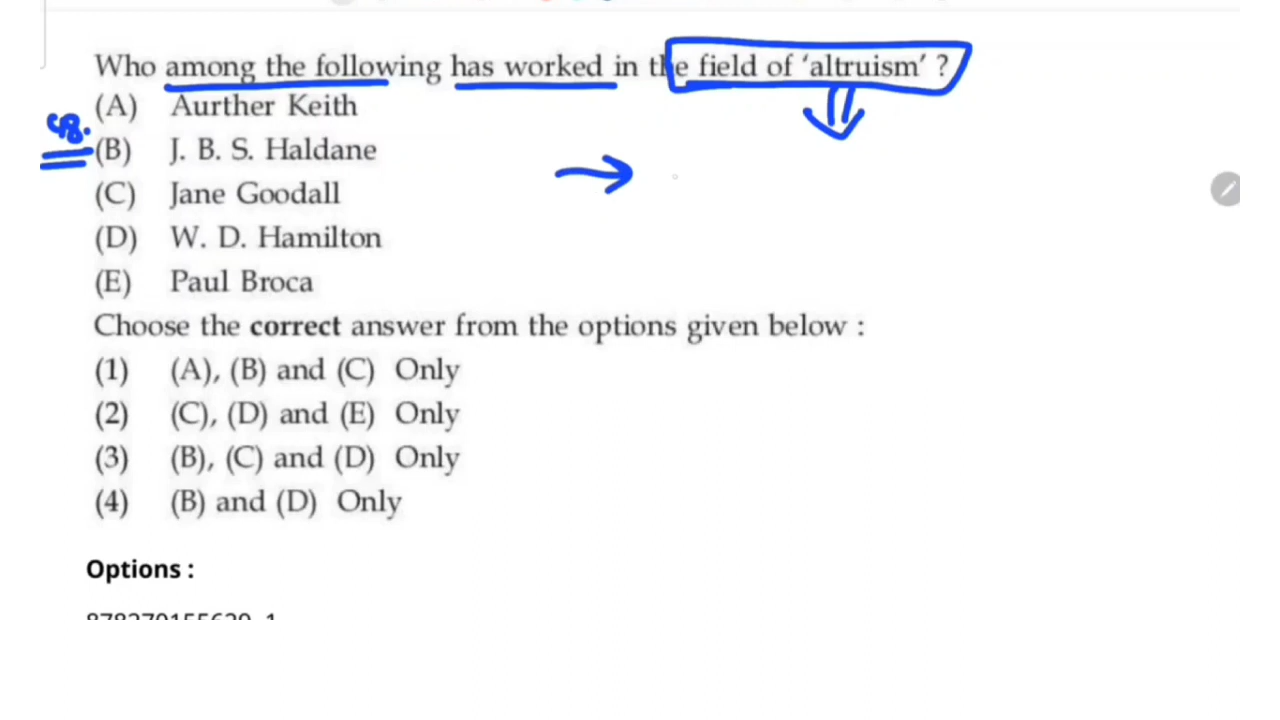 Who among the following has worked in the field of 'altruism' ?
(A) Aurther Keith
48.
(B) J. B. S. Haldane
(C) Jane Goodall
(D) W. D. Hamilton
(E) Paul Broca
Choose the correct answer from the options given below :
(1) (A), (B) and (C) Only
(2) (C), (D) and (E) Only
(3) (B), (C) and (D) Only
(4) (B) and (D) Only
Options :